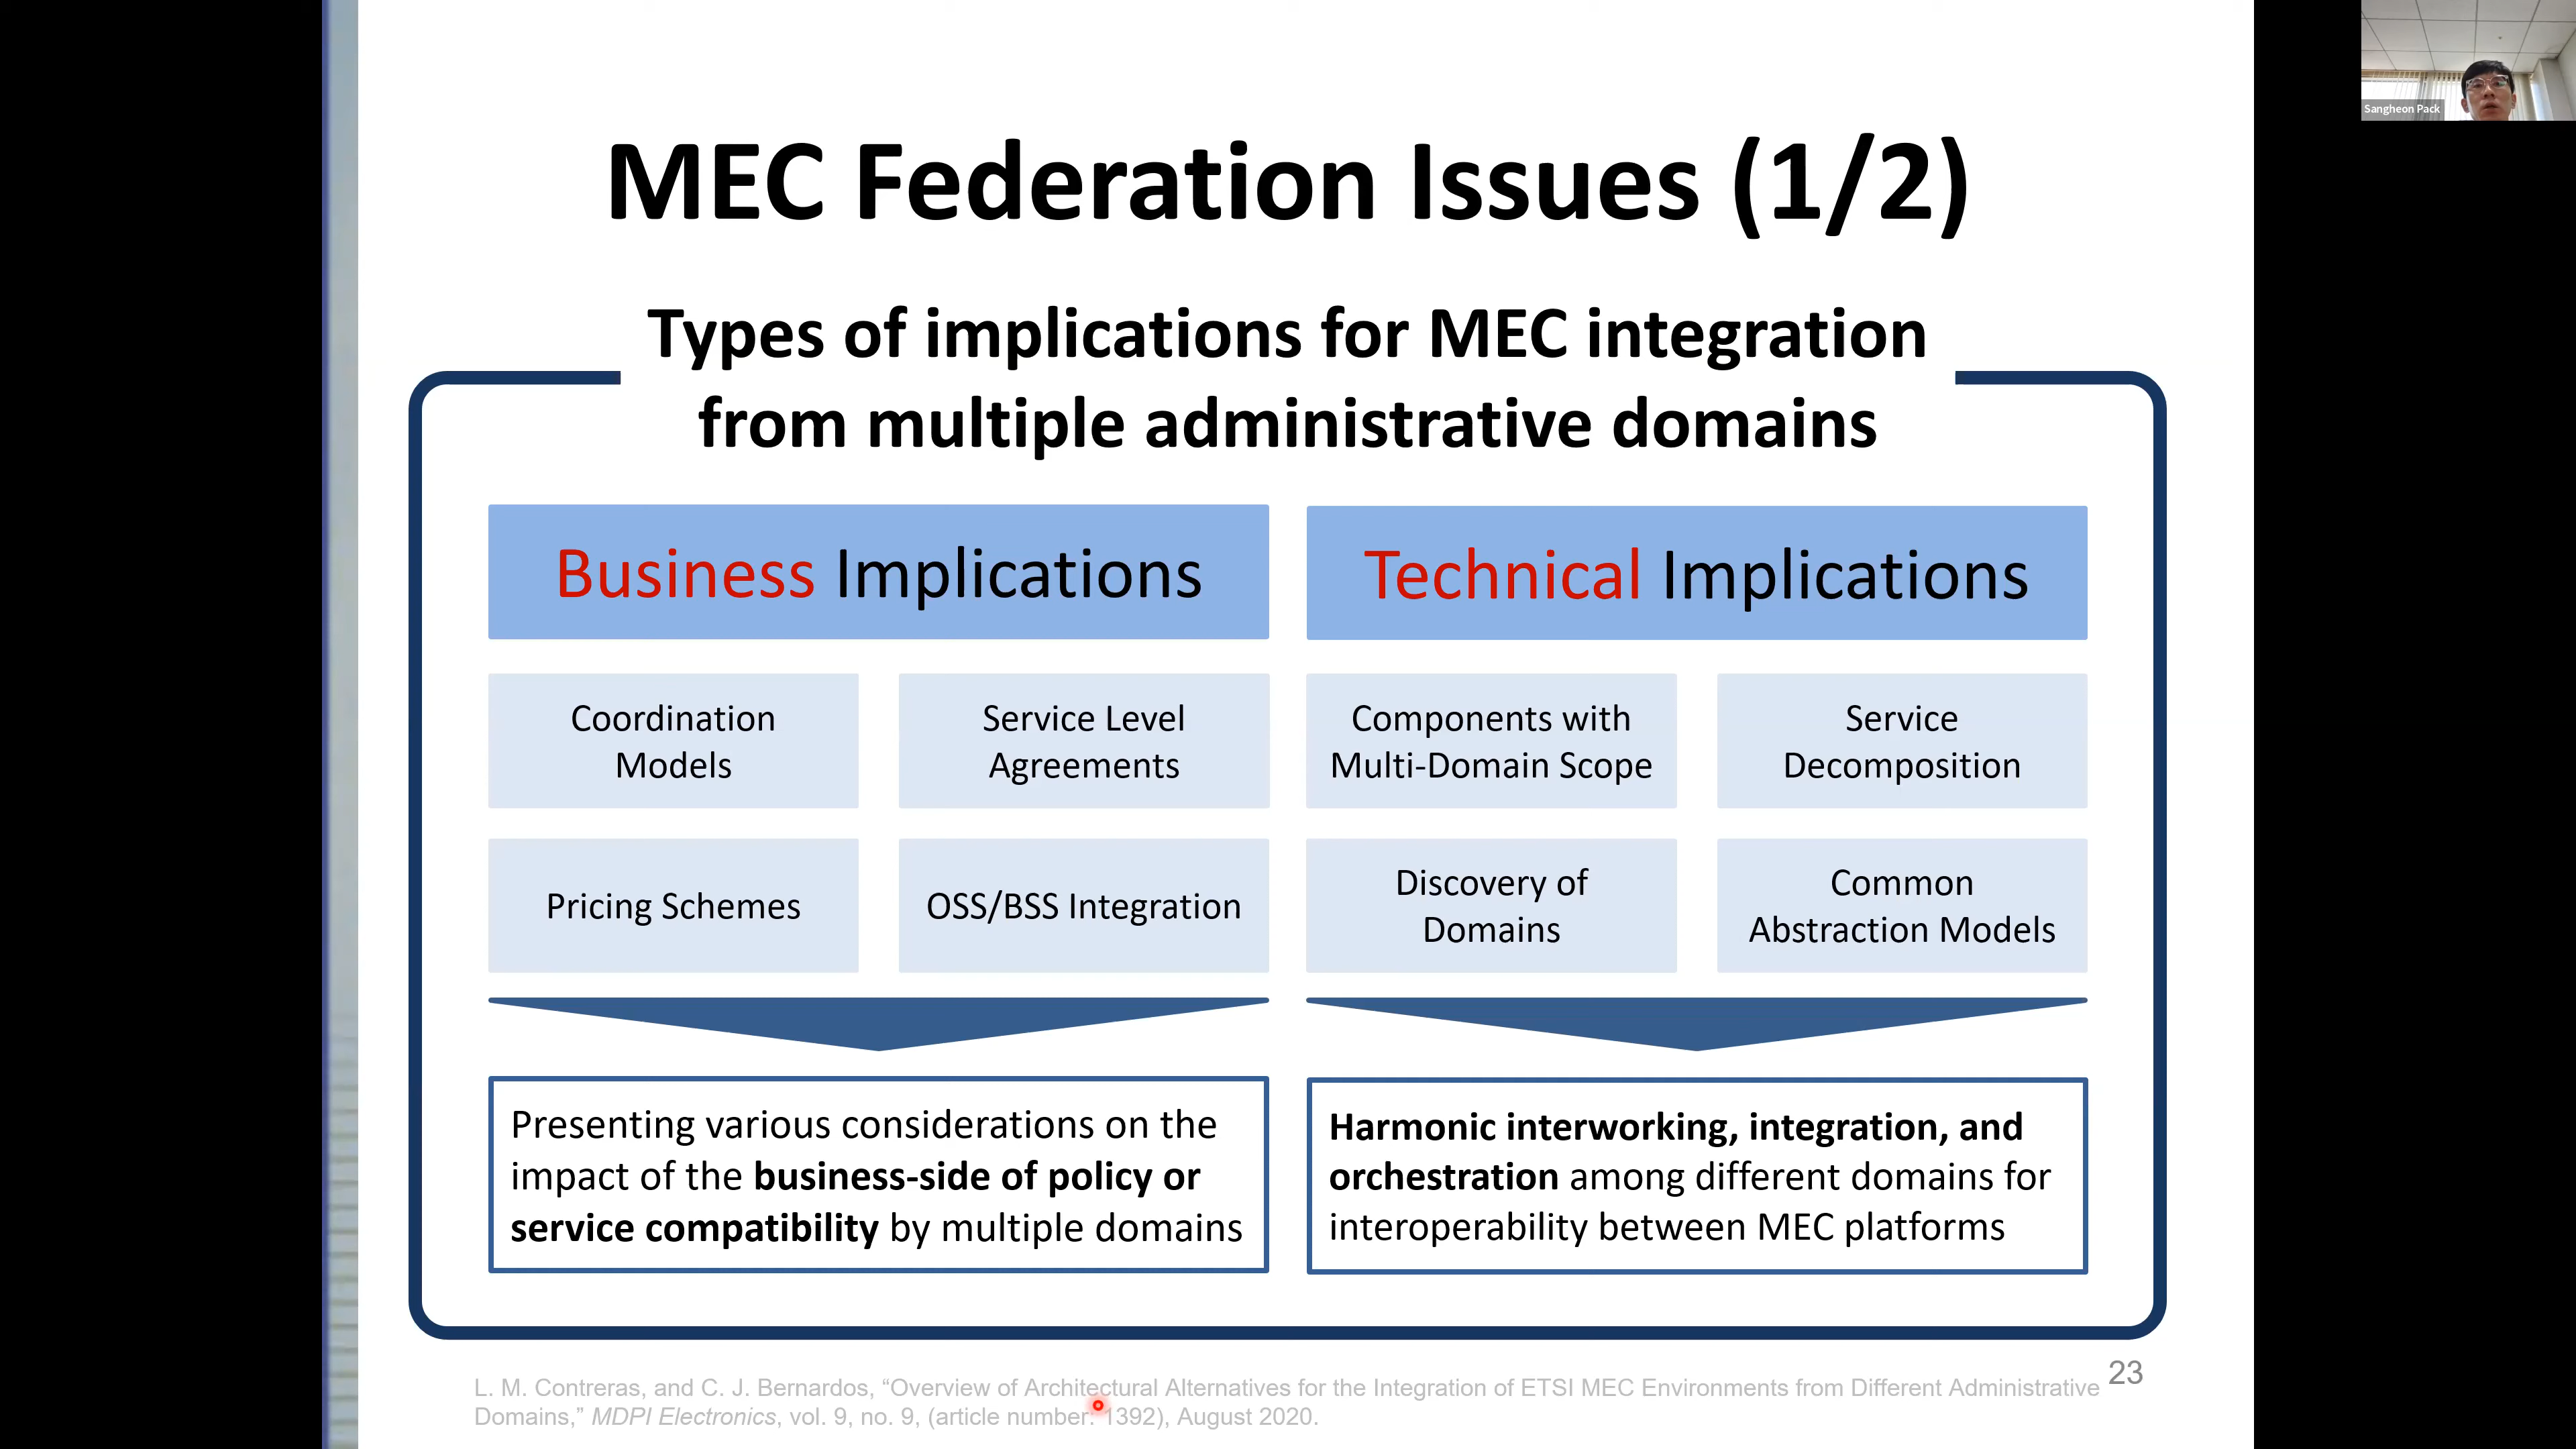 Sangheon Pack
MEC Federation Issues (1/2)
Types of implications for MEC integration
from multiple administrative domains
Business Implications
Technical Implications
Coordination
Models
Service Level
Agreements
Components with
Multi-Domain Scope
Service
Decomposition
Pricing Schemes
OSS/BSS Integration
Discovery of
Domains
Common
Abstraction Models
Presenting various considerations on the
impact of the business-side of policy or
service compatibility by multiple domains
Harmonic interworking, integration, and
orchestration among different domains for
interoperability between MEC platforms
23
L. M. Contreras, and C. J. Bernardos, “Overview of Architectural Alternatives for the Integration of ETSI MEC Environments from Different Administrative
Domains,” MDPI Electronics, vol. 9, no. 9, (article number: 1392), August 2020.